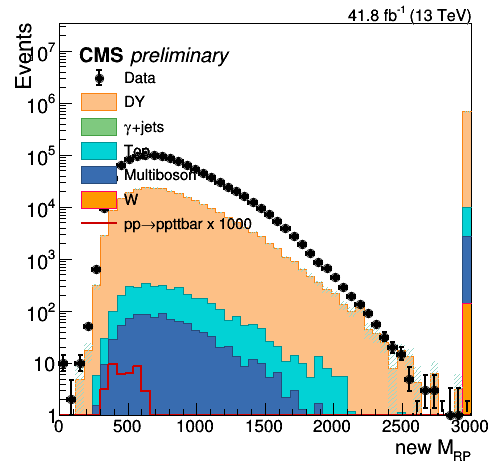 41.8 fb⁻¹ (13 TeV)
Events
CMS preliminary
Data
DY
γ+jets
Top
Multiboson
W
pp→ppttbar x 1000
10⁷
10⁶
10⁵
10⁴
10³
10²
10
1
0 500 1000 1500 2000 2500 3000
new M_RP